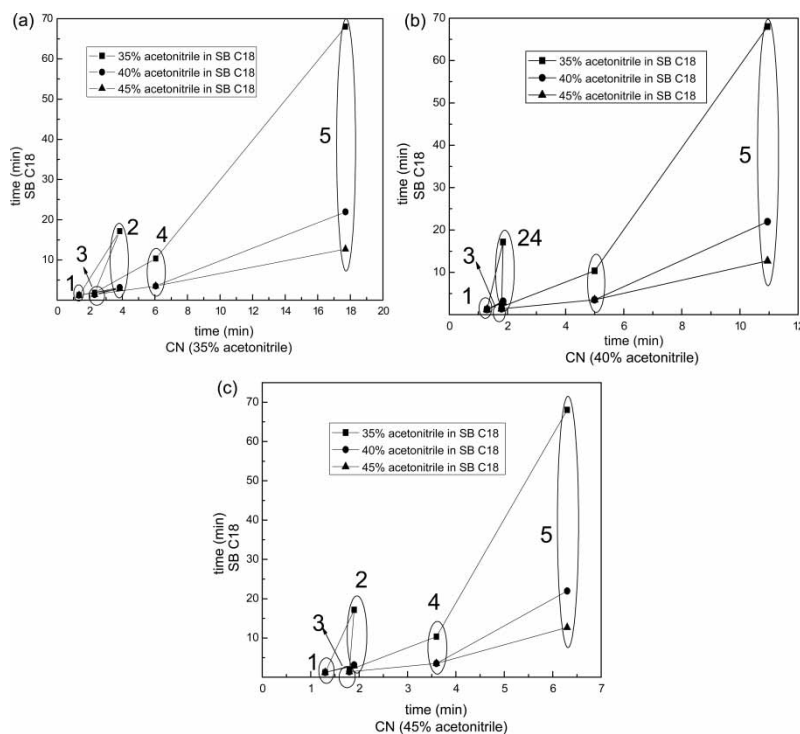 (a)
70
60
50
40
30
20
10
time (min)
SB C18
35% acetonitrile in SB C18
40% acetonitrile in SB C18
45% acetonitrile in SB C18
1
3
2
4
5
0 2 4 6 8 10 12 14 16 18 20
time (min)
CN (35% acetonitrile)
(b)
70
60
50
40
30
20
10
time (min)
SB C18
35% acetonitrile in SB C18
40% acetonitrile in SB C18
45% acetonitrile in SB C18
1
3
24
5
0 2 4 6 8 10 12
time (min)
CN (40% acetonitrile)
(c)
70
60
50
40
30
20
10
time (min)
SB C18
35% acetonitrile in SB C18
40% acetonitrile in SB C18
45% acetonitrile in SB C18
1
3
2
4
5
0 1 2 3 4 5 6 7
time (min)
CN (45% acetonitrile)